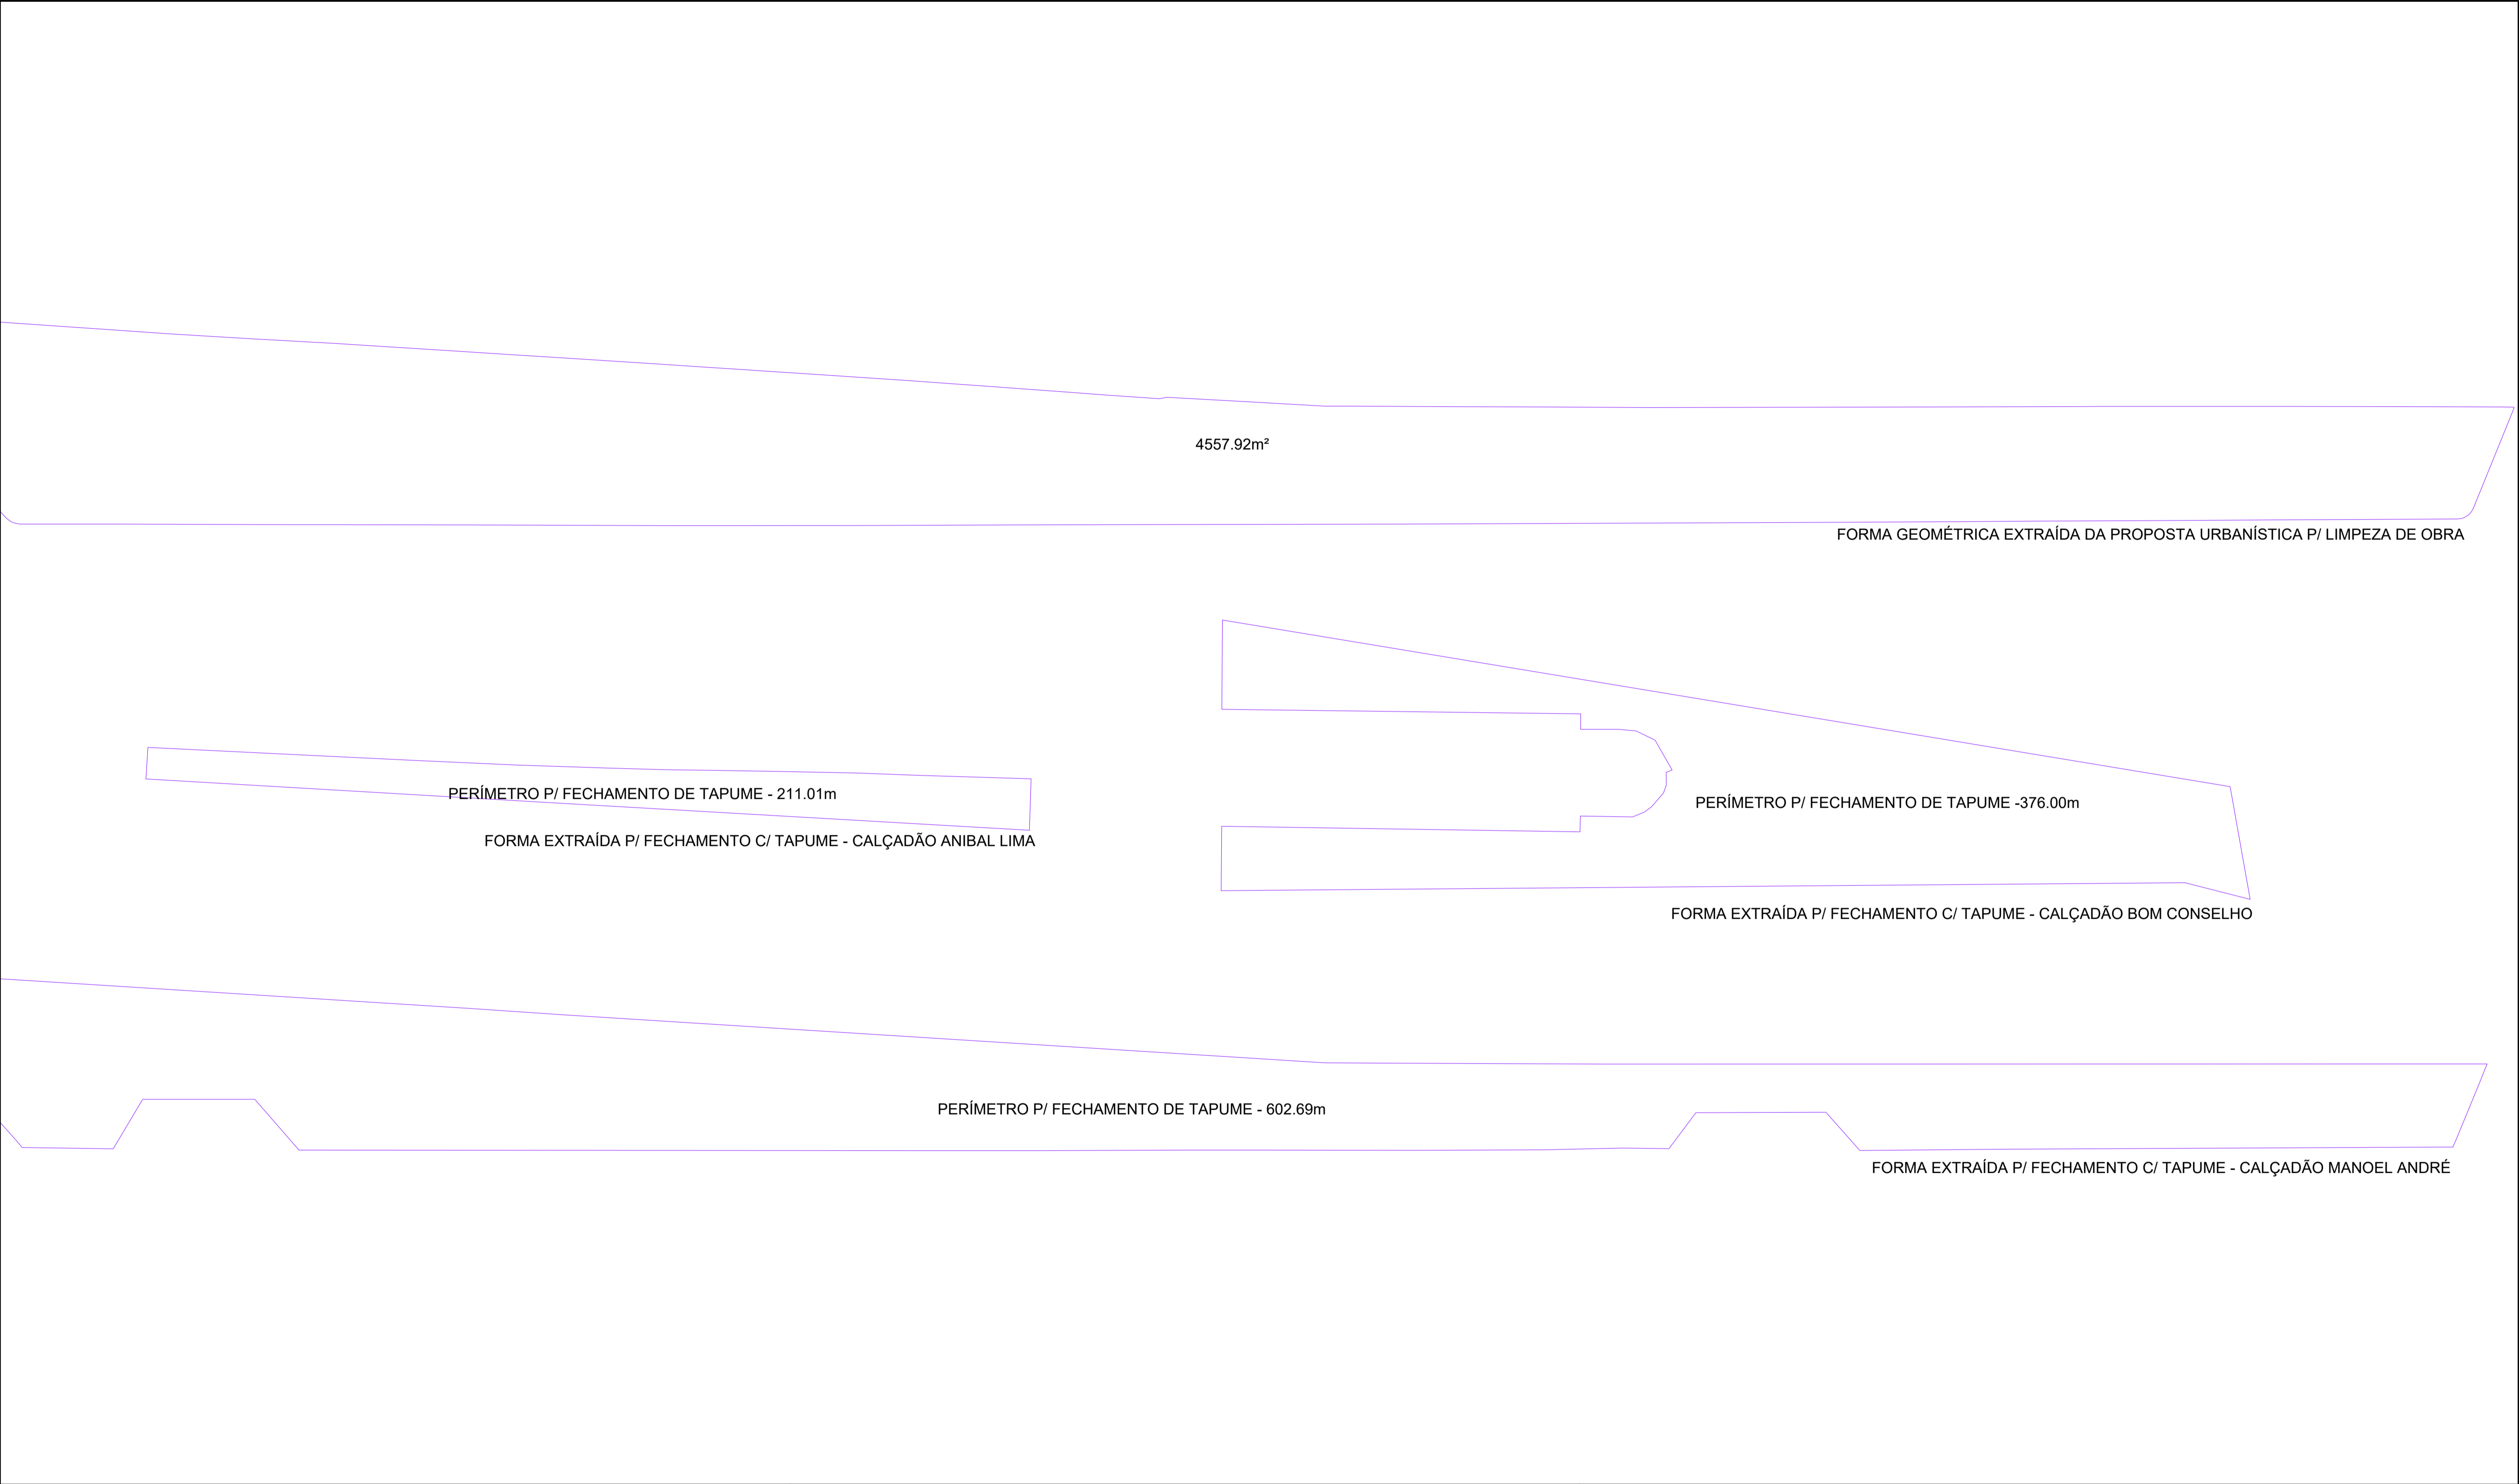 4557.92m²
FORMA GEOMÉTRICA EXTRAÍDA DA PROPOSTA URBANÍSTICA P/ LIMPEZA DE OBRA
PERÍMETRO P/ FECHAMENTO DE TAPUME - 211.01m
FORMA EXTRAÍDA P/ FECHAMENTO C/ TAPUME - CALÇADÃO ANIBAL LIMA
PERÍMETRO P/ FECHAMENTO DE TAPUME -376.00m
FORMA EXTRAÍDA P/ FECHAMENTO C/ TAPUME - CALÇADÃO BOM CONSELHO
PERÍMETRO P/ FECHAMENTO DE TAPUME - 602.69m
FORMA EXTRAÍDA P/ FECHAMENTO C/ TAPUME - CALÇADÃO MANOEL ANDRÉ